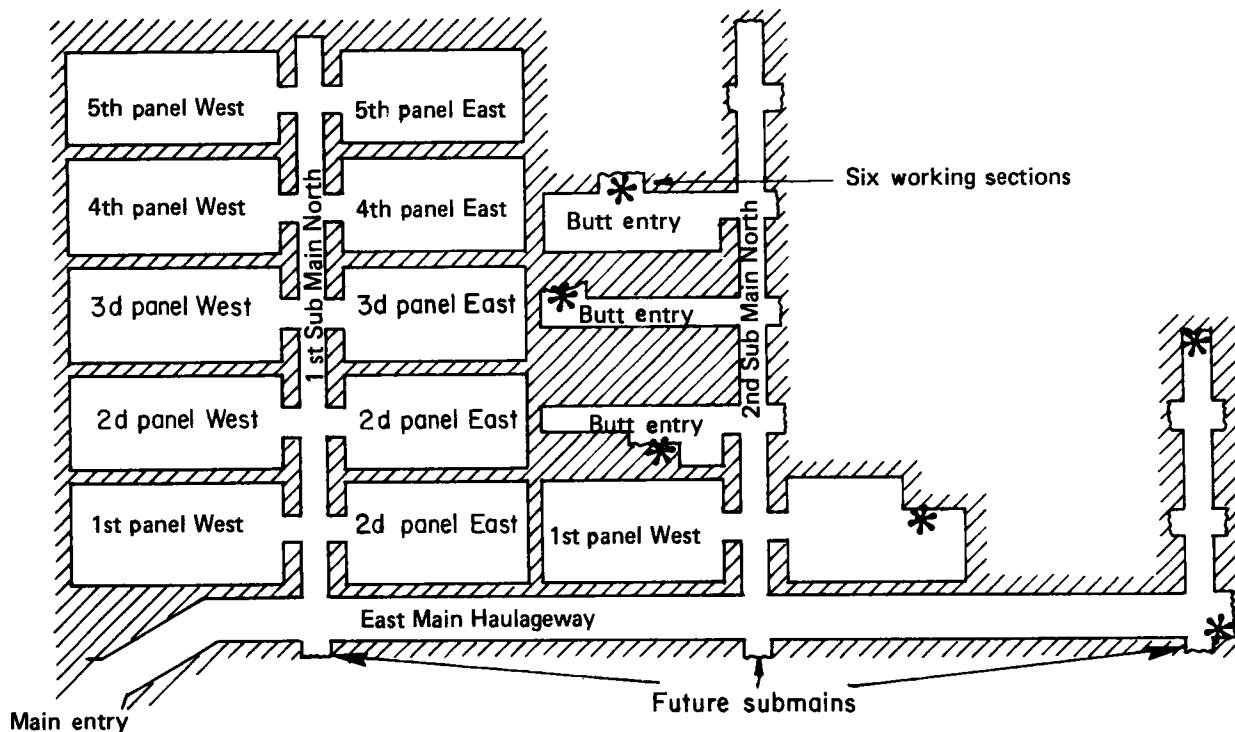 5th panel West
5th panel East
Six working sections
4th panel West
4th panel East
Butt entry
1st Sub Main North
2nd Sub Main North
3d panel West
3d panel East
Butt entry
2d panel West
2d panel East
Butt entry
1st panel West
2d panel East
1st panel West
East Main Haulageway
Future submains
Main entry